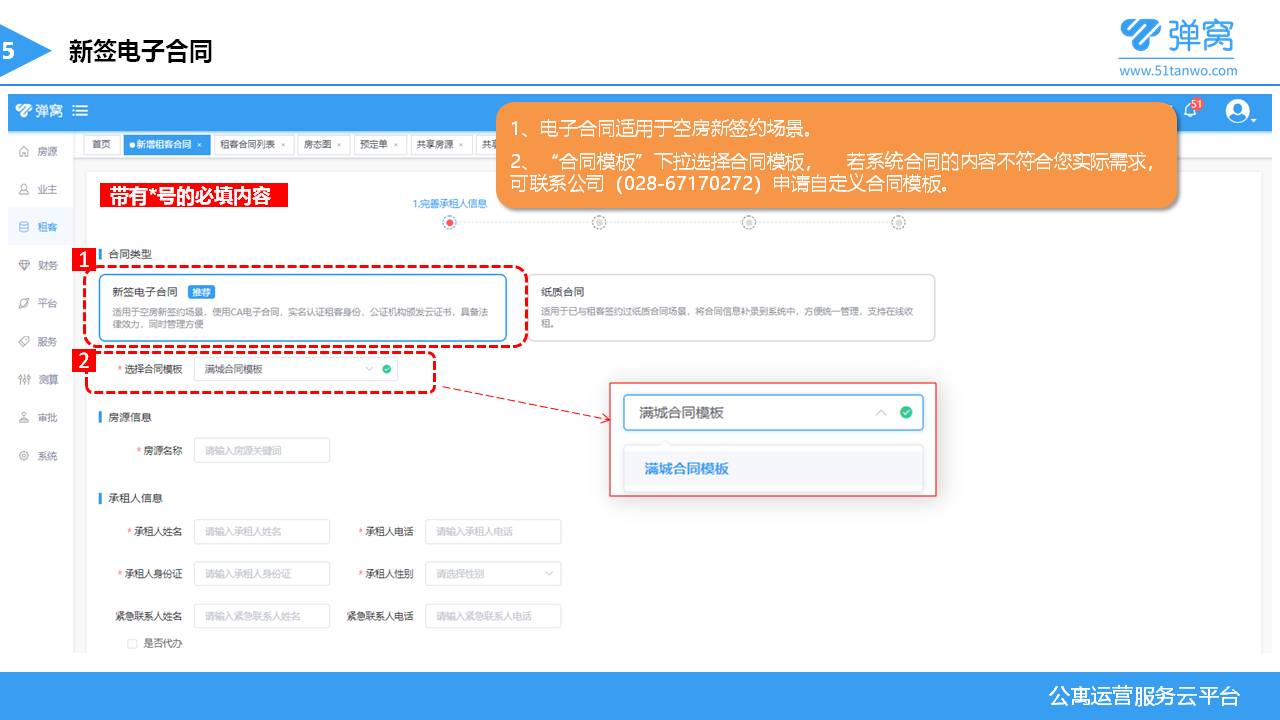 5
新签电子合同
弹窝
www.51tanwo.com
弹窝
51
首页
新增租客合同 ×
租客合同列表 ×
房态图 ×
预定单 ×
共享房源 ×
共享
1、电子合同适用于空房新签约场景。
2、“合同模板”下拉选择合同模板， 若系统合同的内容不符合您实际需求，
可联系公司（028-67170272）申请自定义合同模板。
房源
业主
租客
财务
平台
服务
测算
审批
系统
带有*号的必填内容
1.完善承租人信息
1
合同类型
新签电子合同 推荐
适用于空房新签约场景，使用CA电子合同，实名认证租客身份，公证机构颁发云证书，具备法
律效力，同时管理方便
纸质合同
适用于已与租客签约过纸质合同场景，将合同信息补录到系统中，方便统一管理，支持在线收
租。
2
* 选择合同模板 满城合同模板
满城合同模板
满城合同模板
房源信息
* 房源名称 请输入房源关键词
承租人信息
* 承租人姓名 请输入承租人姓名 * 承租人电话 请输入承租人电话
* 承租人身份证 请输入承租人身份证 * 承租人性别 请选择性别
紧急联系人姓名 请输入紧急联系人姓名 紧急联系人电话 请输入紧急联系人电话
是否代办
公寓运营服务云平台